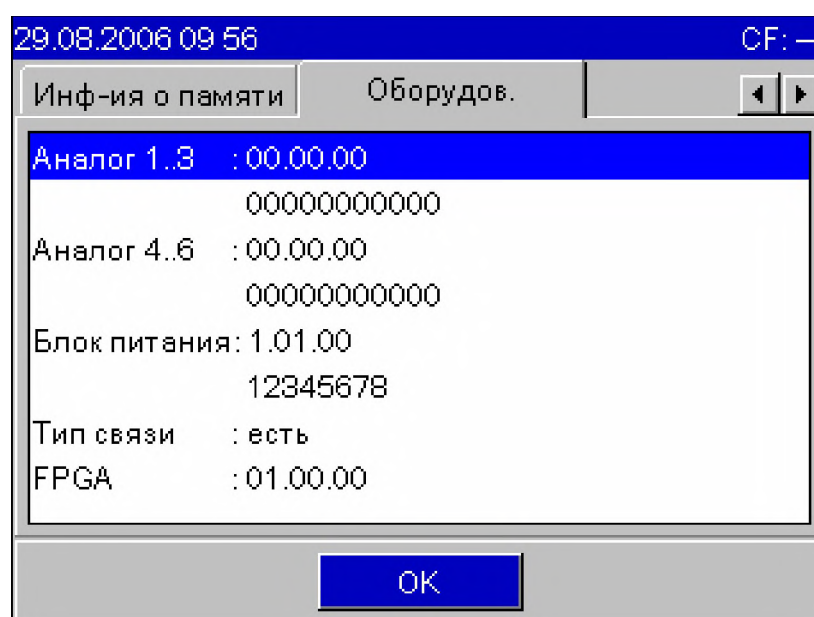 29.08.2006 09 56 CF: –
Инф-ия о памяти Оборудов.
Аналог 1..3 : 00.00.00
00000000000
Аналог 4..6 : 00.00.00
00000000000
Блок питания: 1.01.00
12345678
Тип связи : есть
FPGA : 01.00.00
OK